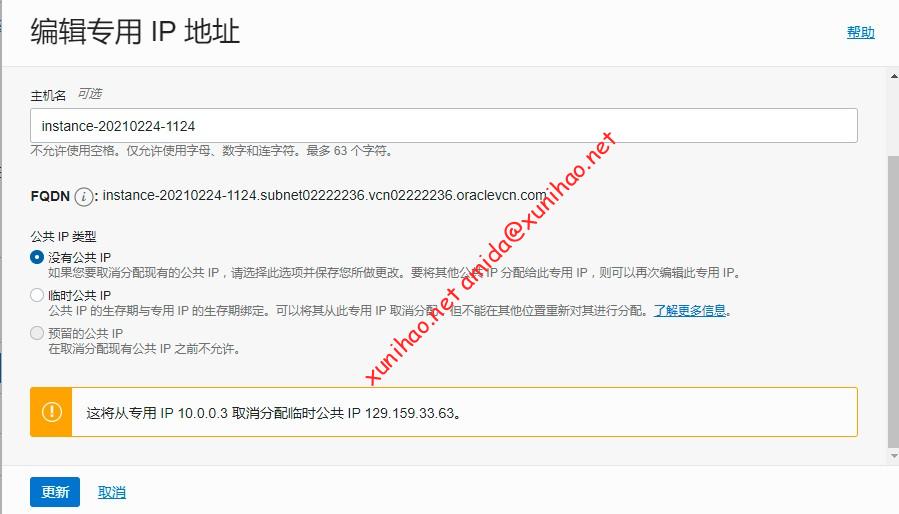 编辑专用 IP 地址
帮助
主机名 可选
instance-20210224-1124
不允许使用空格。仅允许使用字母、数字和连字符。最多 63 个字符。
FQDN i : instance-20210224-1124.subnet02222236.vcn02222236.oraclevcn.com
公共 IP 类型
没有公共 IP
如果您要取消分配现有的公共 IP，请选择此选项并保存您所做更改。要将其他公共 IP 分配给此专用 IP，则可以再次编辑此专用 IP。
临时公共 IP
公共 IP 的生存期与专用 IP 的生存期绑定。可以将其从此专用 IP 取消分配，但不能在其他位置重新对其进行分配。了解更多信息。
预留的公共 IP
在取消分配现有公共 IP 之前不允许。
这将从专用 IP 10.0.0.3 取消分配临时公共 IP 129.159.33.63。
更新 取消
xunihao.net amida@xunihao.net